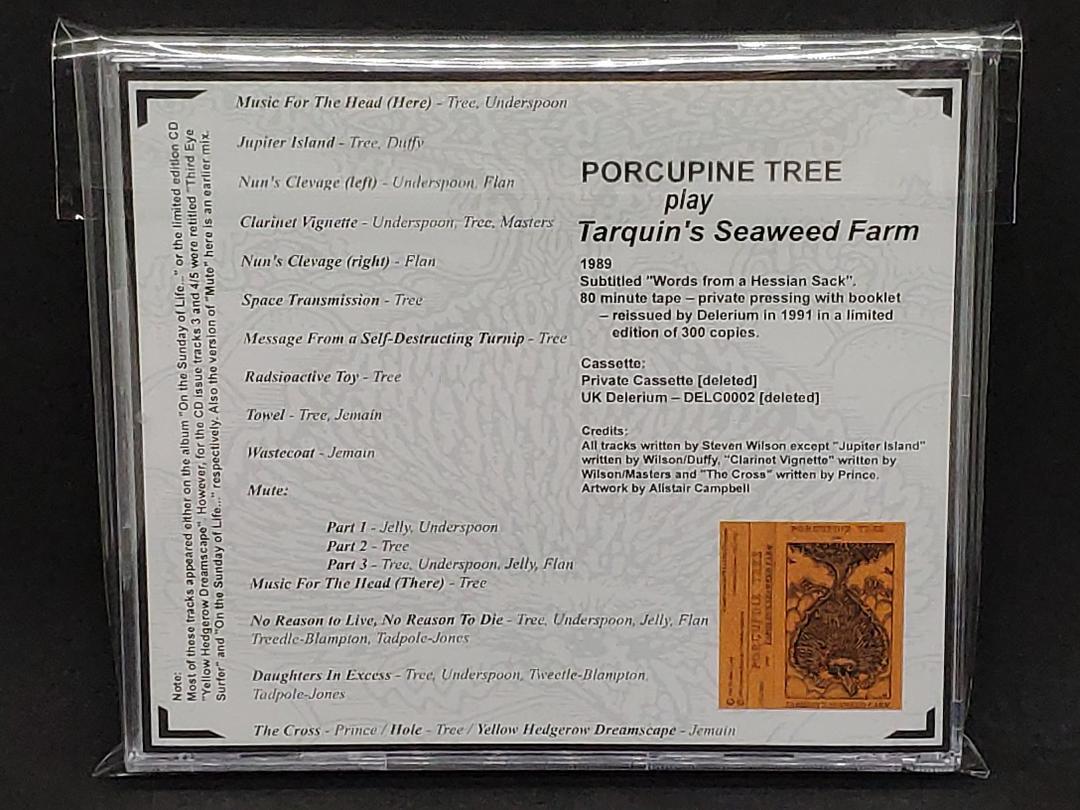 Note:
Most of these tracks appeared either on the album "On the Sunday of Life..." or the limited edition CD
"Yellow Hedgerow Dreamscape". However, for the CD issue tracks 3 and 4/5 were retitled "Third Eye
Surfer" and "On the Sunday of Life..." respectively. Also the version of "Mute" here is an earlier mix.
Music For The Head (Here) - Tree, Underspoon
Jupiter Island - Tree, Duffy
Nun's Clevage (left) - Underspoon, Flan
Clarinet Vignette - Underspoon, Tree, Masters
Nun's Clevage (right) - Flan
Space Transmission - Tree
Message From a Self-Destructing Turnip - Tree
Radsioactive Toy - Tree
Towel - Tree, Jemain
Wastecoat - Jemain
Mute:
Part 1 - Jelly, Underspoon
Part 2 - Tree
Part 3 - Tree, Underspoon, Jelly, Flan
Music For The Head (There) - Tree
No Reason to Live, No Reason To Die - Tree, Underspoon, Jelly, Flan
Treedle-Blampton, Tadpole-Jones
Daughters In Excess - Tree, Underspoon, Tweetle-Blampton,
Tadpole-Jones
The Cross - Prince / Hole - Tree / Yellow Hedgerow Dreamscape - Jemain
PORCUPINE TREE
play
Tarquin's Seaweed Farm
1989
Subtitled "Words from a Hessian Sack".
80 minute tape – private pressing with booklet
– reissued by Delerium in 1991 in a limited
edition of 300 copies.
Cassette:
Private Cassette [deleted]
UK Delerium – DELC0002 [deleted]
Credits:
All tracks written by Steven Wilson except "Jupiter Island"
written by Wilson/Duffy, "Clarinet Vignette" written by
Wilson/Masters and "The Cross" written by Prince.
Artwork by Alistair Campbell
PORCUPINE TREE
PORCUPINE TREE
TARQUIN'S SEAWEED FARM